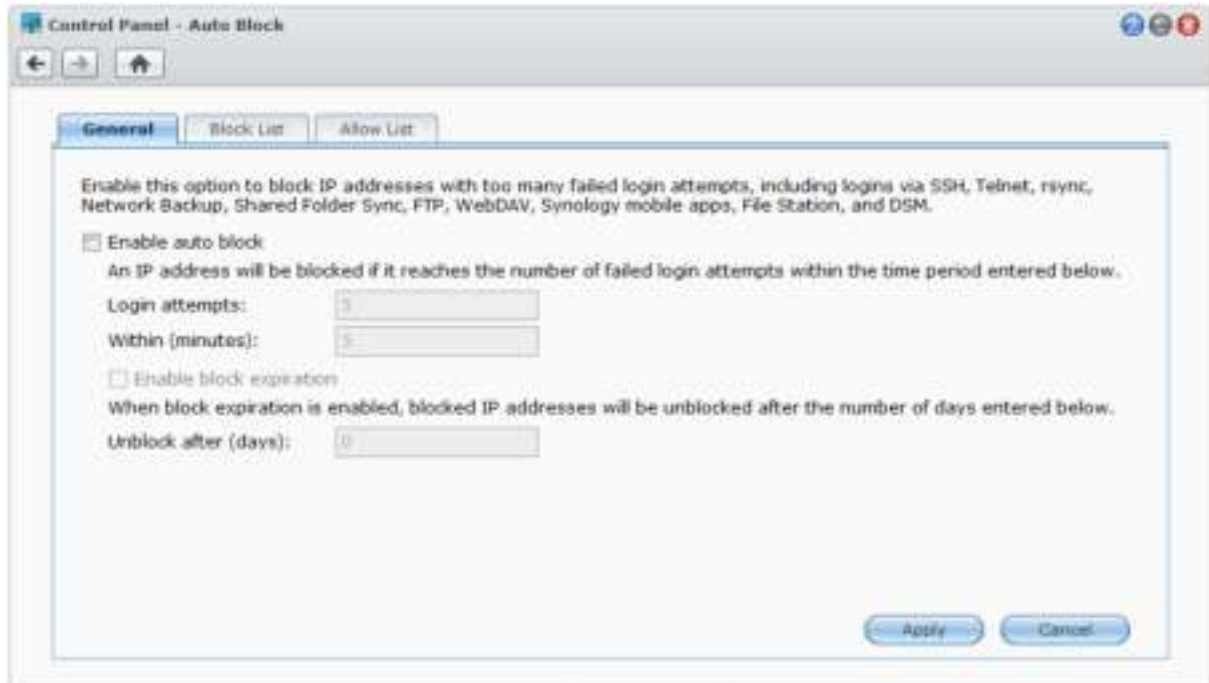 Control Panel - Auto Block
General
Block List
Allow List
Enable this option to block IP addresses with too many failed login attempts, including logins via SSH, Telnet, rsync,
Network Backup, Shared Folder Sync, FTP, WebDAV, Synology mobile apps, File Station, and DSM.
Enable auto block
An IP address will be blocked if it reaches the number of failed login attempts within the time period entered below.
Login attempts: 5
Within (minutes): 5
Enable block expiration
When block expiration is enabled, blocked IP addresses will be unblocked after the number of days entered below.
Unblock after (days): 0
Apply
Cancel